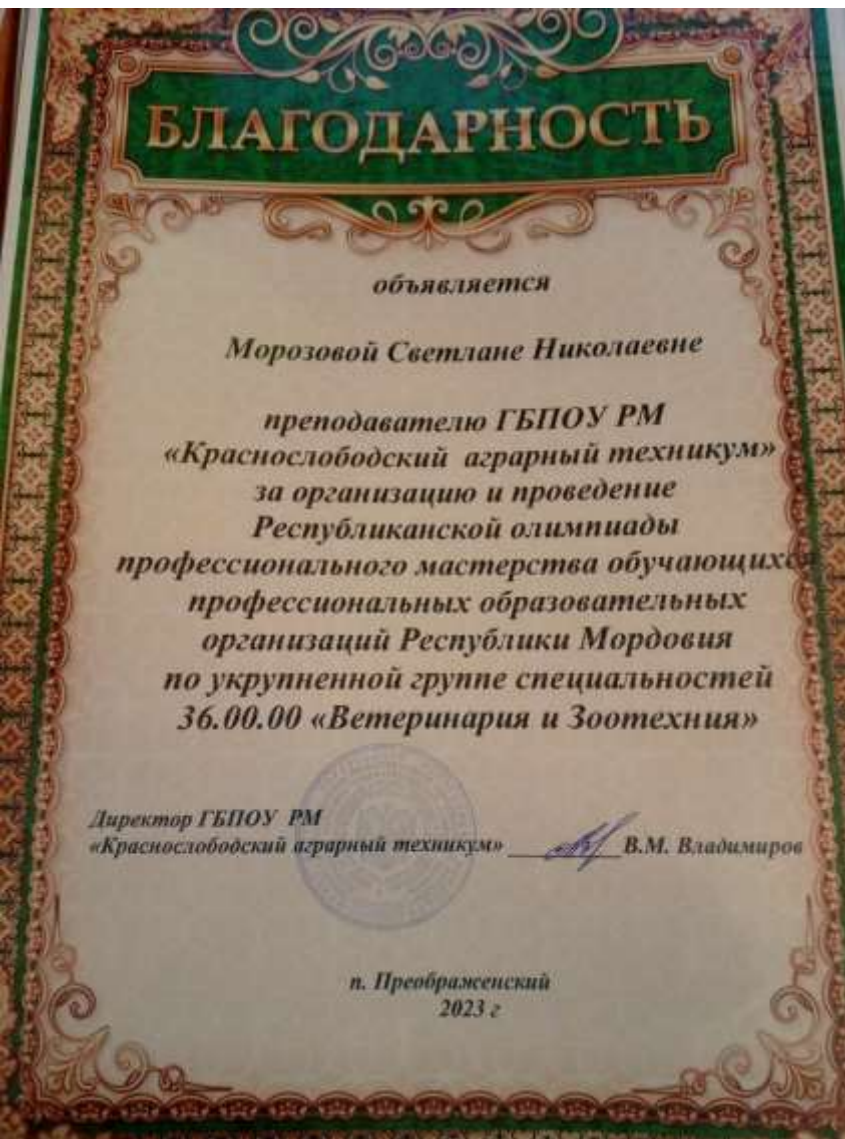 БЛАГОДАРНОСТЬ
объявляется
Морозовой Светлане Николаевне
преподавателю ГБПОУ РМ
«Краснослободский аграрный техникум»
за организацию и проведение
Республиканской олимпиады
профессионального мастерства обучающихся
профессиональных образовательных
организаций Республики Мордовия
по укрупненной группе специальностей
36.00.00 «Ветеринария и Зоотехния»
Директор ГБПОУ РМ
«Краснослободский аграрный техникум» В.М. Владимиров
п. Преображенский
2023 г